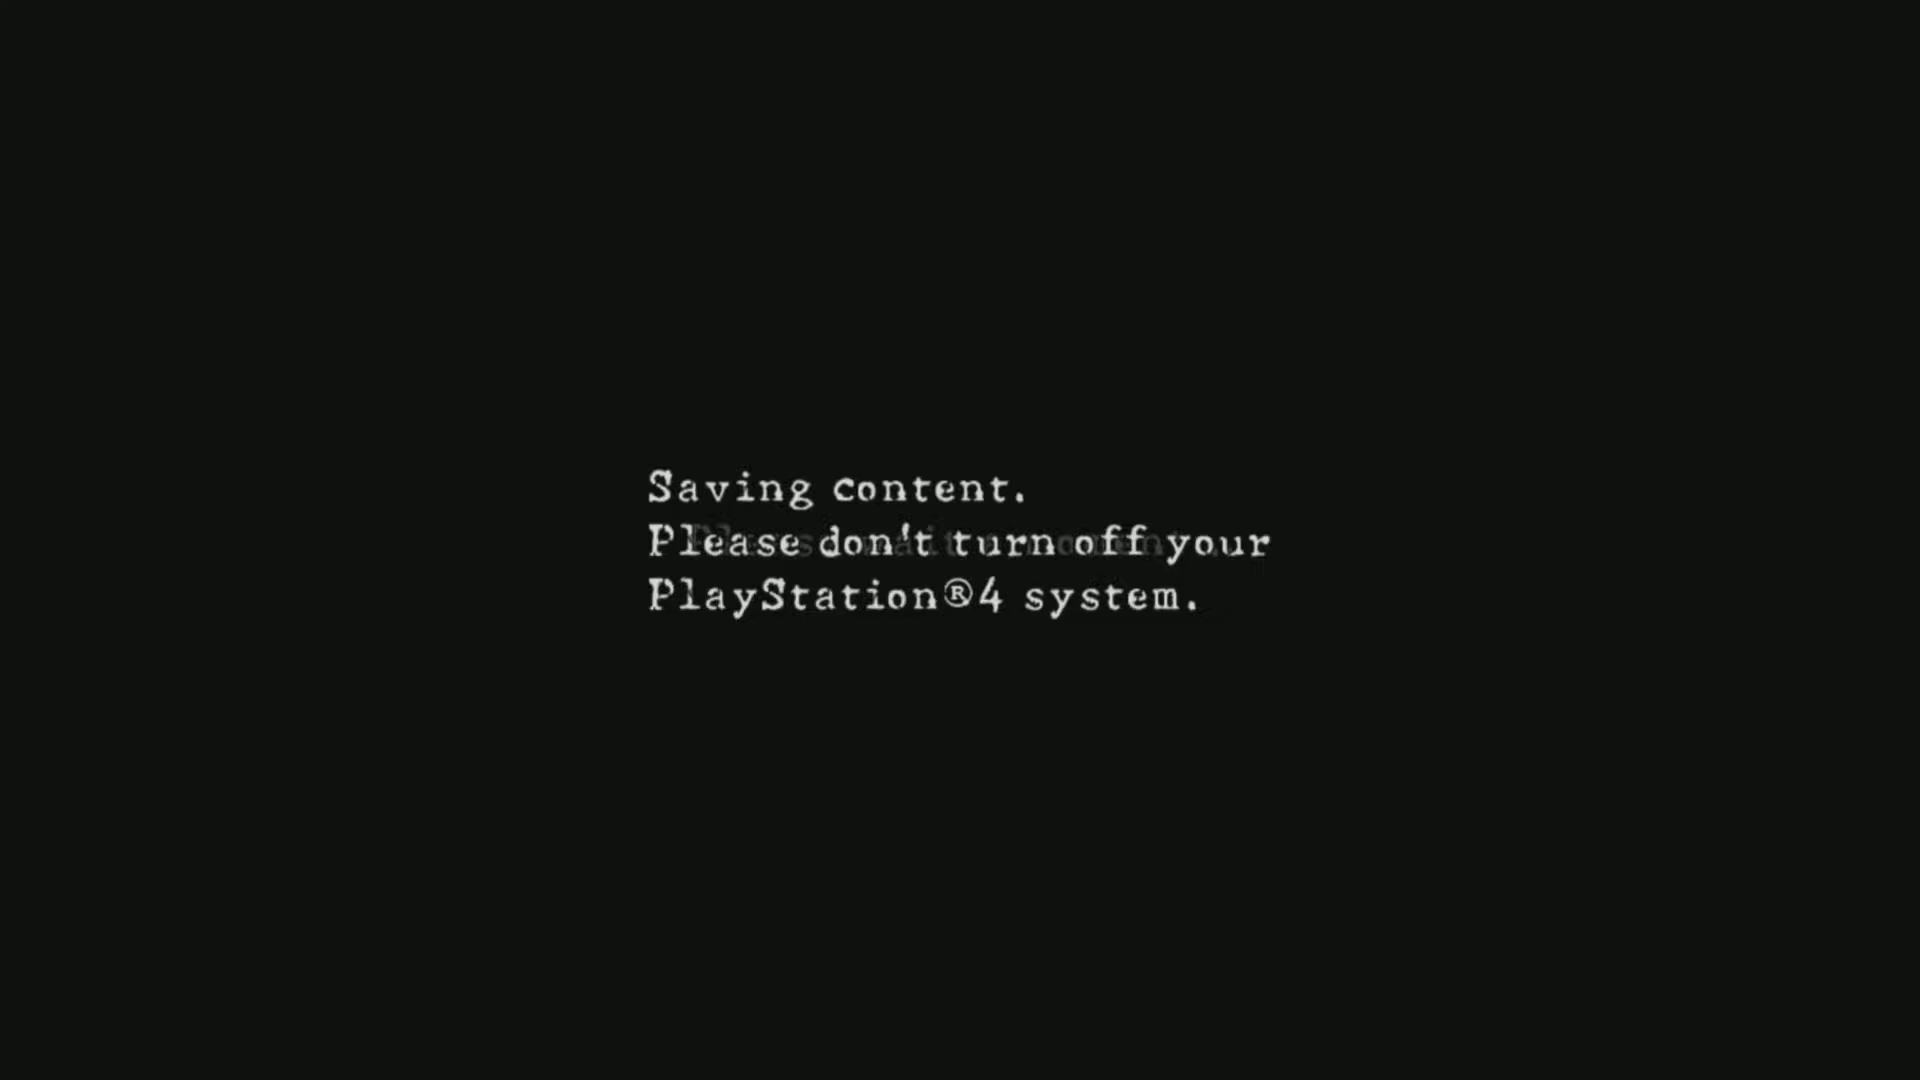 Saving content.
Please don't turn off your
PlayStation®4 system.